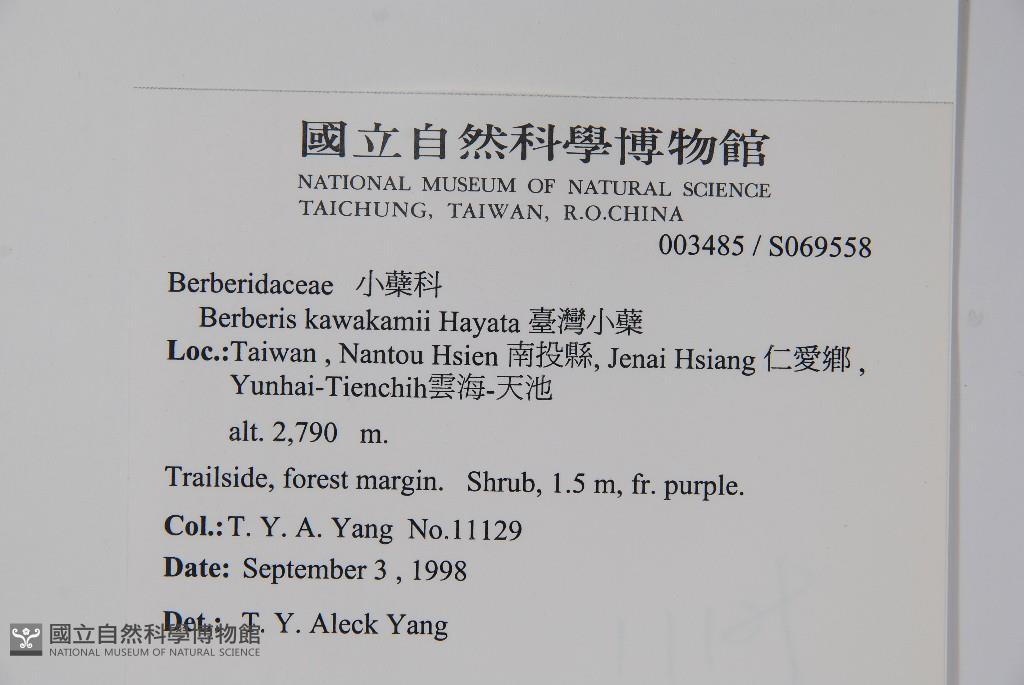 國立自然科學博物館
NATIONAL MUSEUM OF NATURAL SCIENCE
TAICHUNG, TAIWAN, R.O.CHINA
003485 / S069558
Berberidaceae 小蘗科
Berberis kawakamii Hayata 臺灣小蘗
Loc.:Taiwan , Nantou Hsien 南投縣, Jenai Hsiang 仁愛鄉 ,
Yunhai-Tienchih雲海-天池
alt. 2,790 m.
Trailside, forest margin. Shrub, 1.5 m, fr. purple.
Col.: T. Y. A. Yang No.11129
Date: September 3 , 1998
Det.: T. Y. Aleck Yang
國立自然科學博物館
NATIONAL MUSEUM OF NATURAL SCIENCE